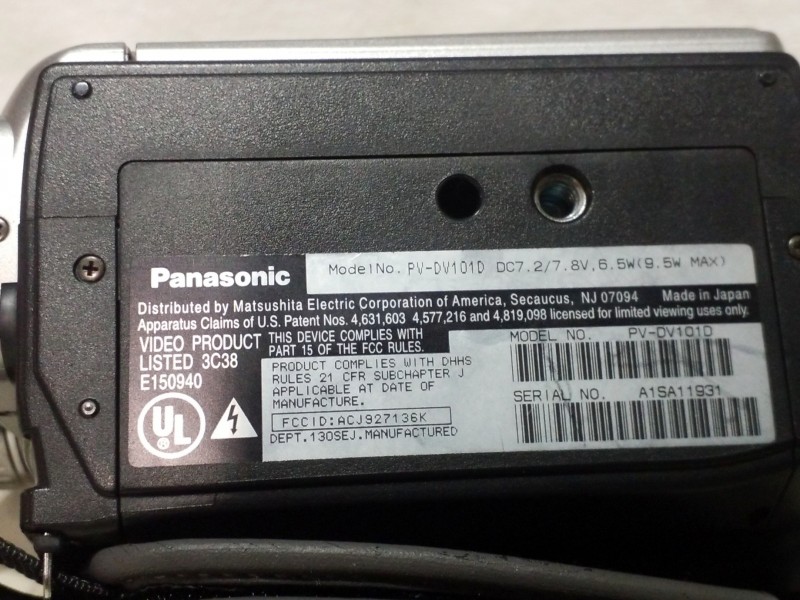 Panasonic
Model No. PV-DV101D DC7.2/7.8V, 6.5W(9.5W MAX)
Distributed by Matsushita Electric Corporation of America, Secaucus, NJ 07094 Made in Japan
Apparatus Claims of U.S. Patent Nos. 4,631,603 4,577,216 and 4,819,098 licensed for limited viewing uses only.
VIDEO PRODUCT
LISTED 3C38
E150940
THIS DEVICE COMPLIES WITH
PART 15 OF THE FCC RULES.
PRODUCT COMPLIES WITH DHHS
RULES 21 CFR SUBCHAPTER J
APPLICABLE AT DATE OF
MANUFACTURE.
FCCID:ACJ927136K
DEPT.130SEJ.MANUFACTURED
MODEL NO. PV-DV101D
SERIAL NO. A1SA11931
UL
®